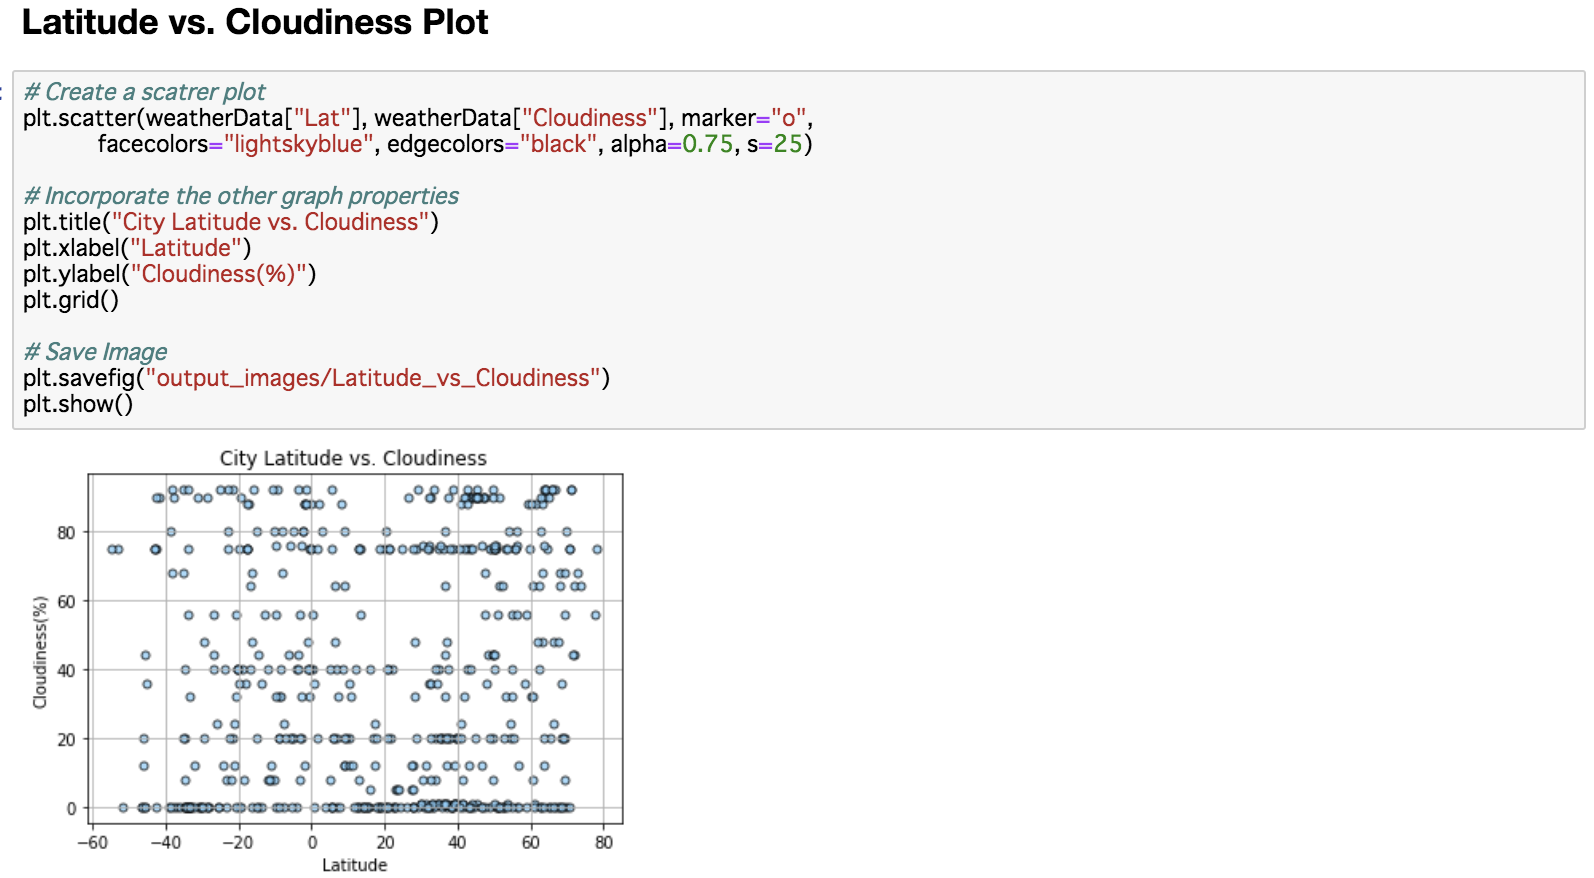 Latitude vs. Cloudiness Plot
:
# Create a scatrer plot
plt.scatter(weatherData["Lat"], weatherData["Cloudiness"], marker="o",
facecolors="lightskyblue", edgecolors="black", alpha=0.75, s=25)
# Incorporate the other graph properties
plt.title("City Latitude vs. Cloudiness")
plt.xlabel("Latitude")
plt.ylabel("Cloudiness(%)")
plt.grid()
# Save Image
plt.savefig("output_images/Latitude_vs_Cloudiness")
plt.show()
City Latitude vs. Cloudiness
Cloudiness(%)
80
60
40
20
0
−60 −40 −20 0 20 40 60 80
Latitude